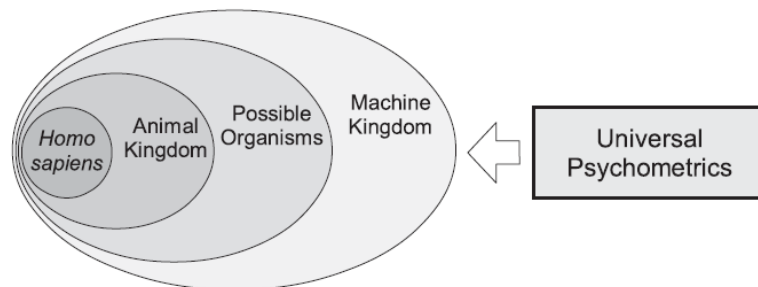 Homo
sapiens
Animal
Kingdom
Possible
Organisms
Machine
Kingdom
Universal
Psychometrics